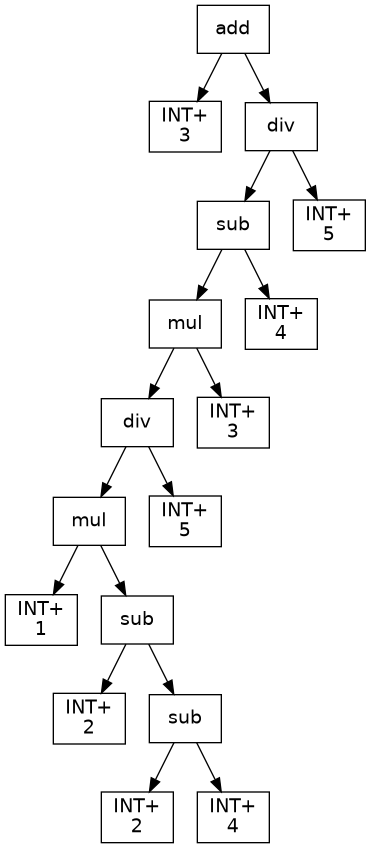 add
INT+
3
div
sub
INT+
5
mul
INT+
4
div
INT+
3
mul
INT+
5
INT+
1
sub
INT+
2
sub
INT+
2
INT+
4